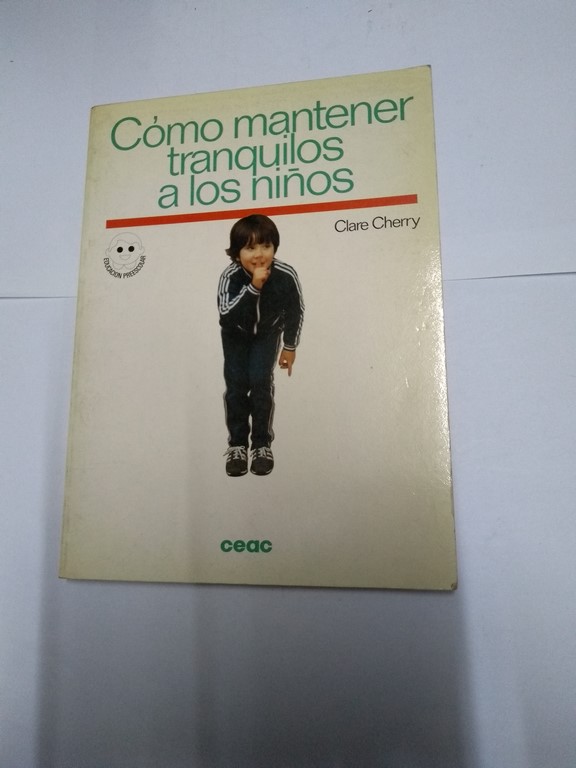 Cómo mantener
tranquilos
a los niños
Clare Cherry
EDUCACION PREESCOLAR
ceac